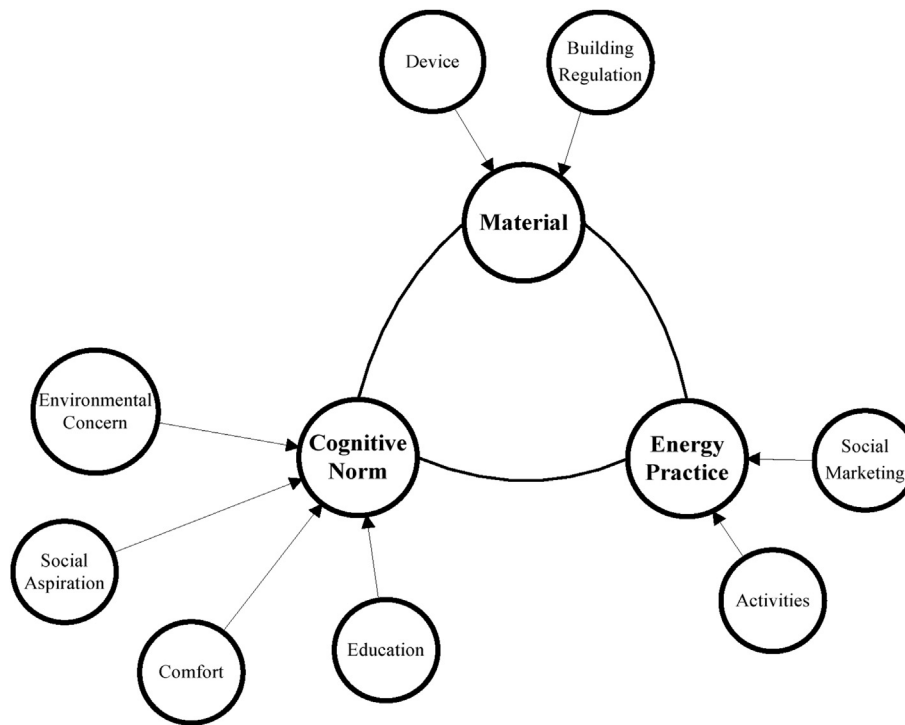 Device
Building
Regulation
Material
Environmental
Concern
Cognitive
Norm
Energy
Practice
Social
Marketing
Social
Aspiration
Comfort
Education
Activities